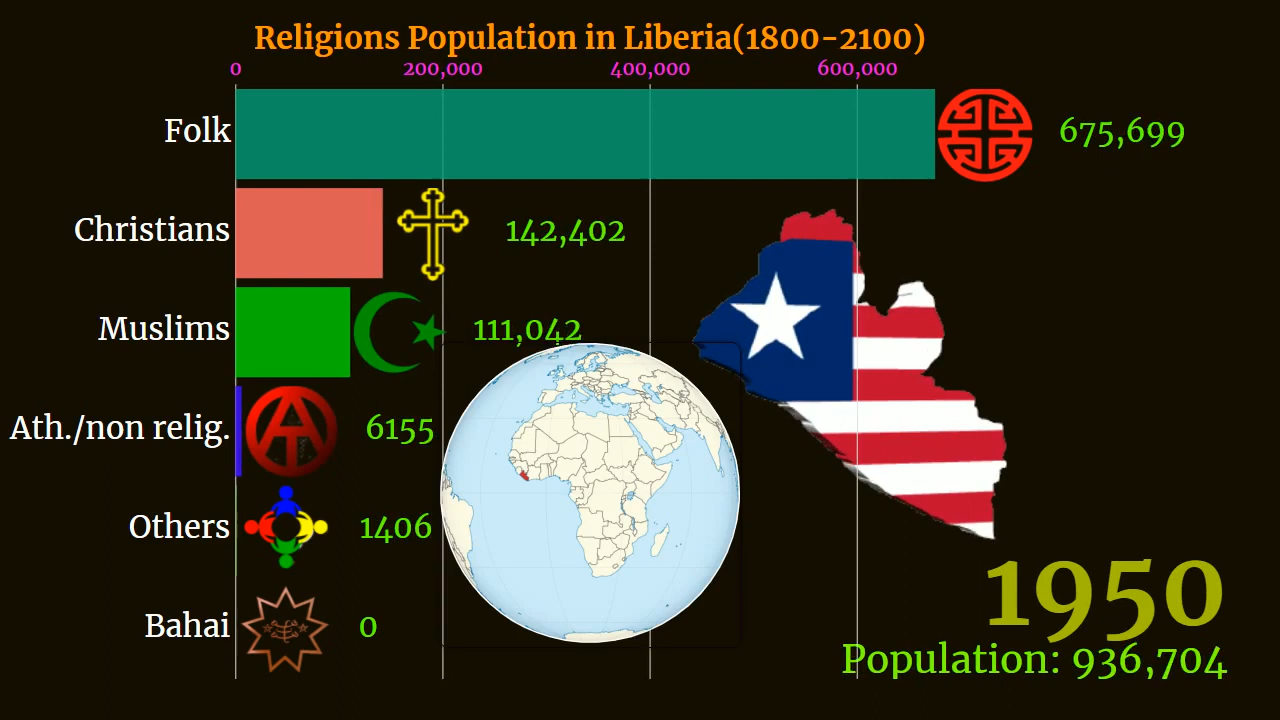 Religions Population in Liberia(1800-2100)
0 200,000 400,000 600,000
Folk 675,699
Christians 142,402
Muslims 111,042
Ath./non relig. 6155
Others 1406
Bahai 0
1950
Population: 936,704